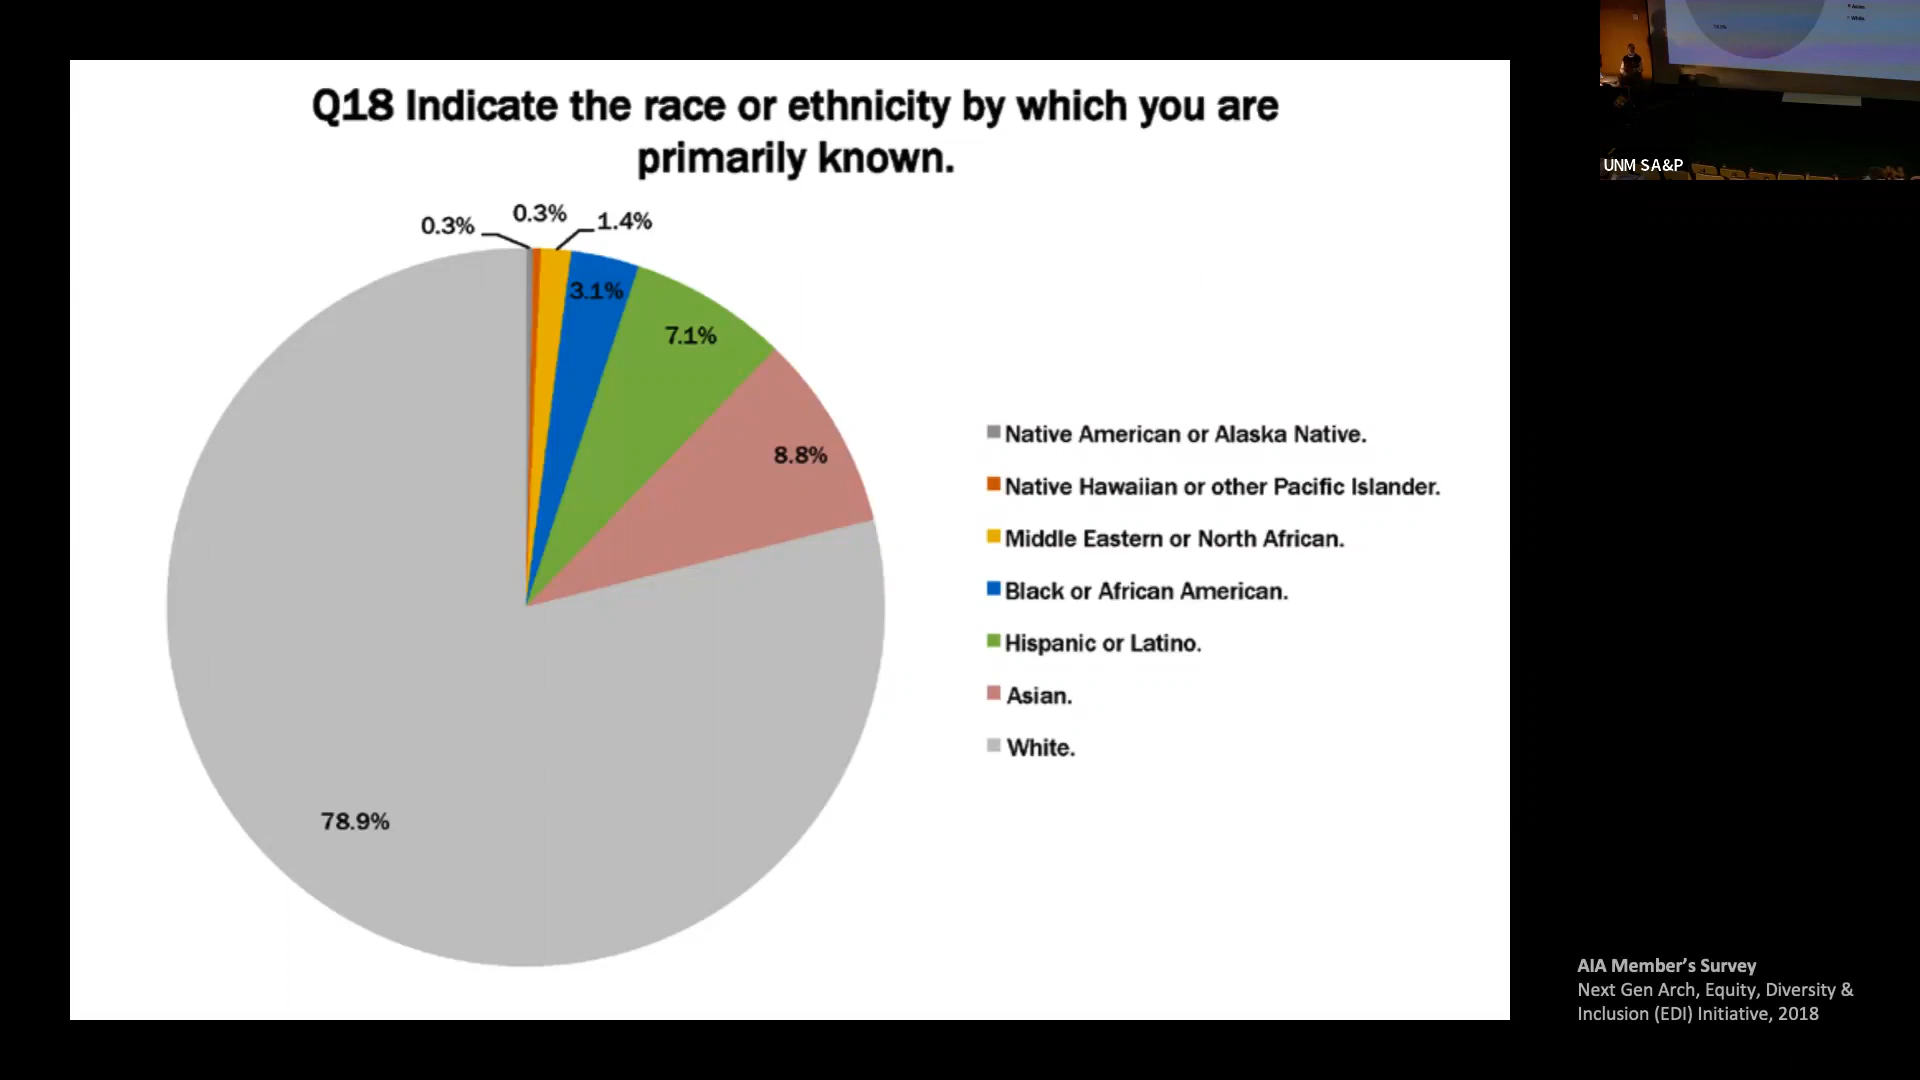 Q18 Indicate the race or ethnicity by which you are
primarily known.
0.3%
0.3%
1.4%
3.1%
7.1%
8.8%
78.9%
Native American or Alaska Native.
Native Hawaiian or other Pacific Islander.
Middle Eastern or North African.
Black or African American.
Hispanic or Latino.
Asian.
White.
UNM SA&P
AIA Member’s Survey
Next Gen Arch, Equity, Diversity &
Inclusion (EDI) Initiative, 2018